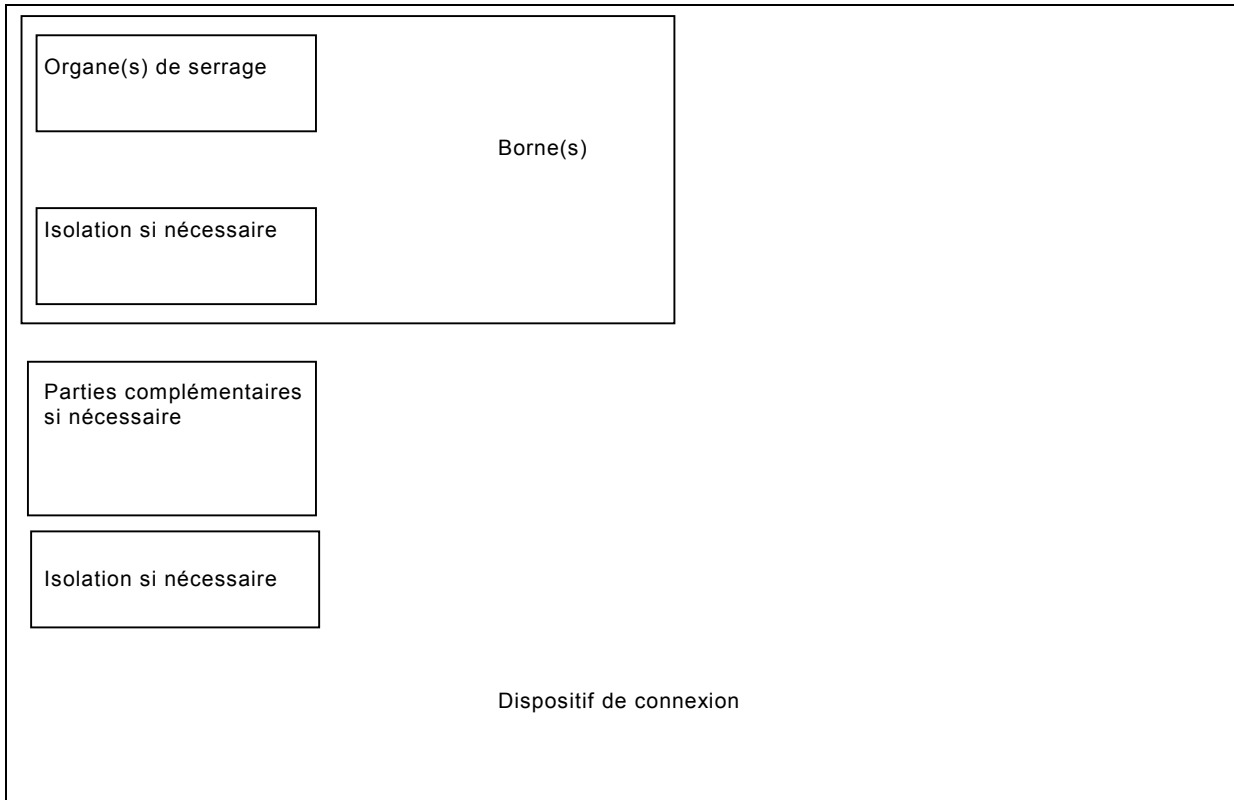 Organe(s) de serrage
Borne(s)
Isolation si nécessaire
Parties complémentaires
si nécessaire
Isolation si nécessaire
Dispositif de connexion